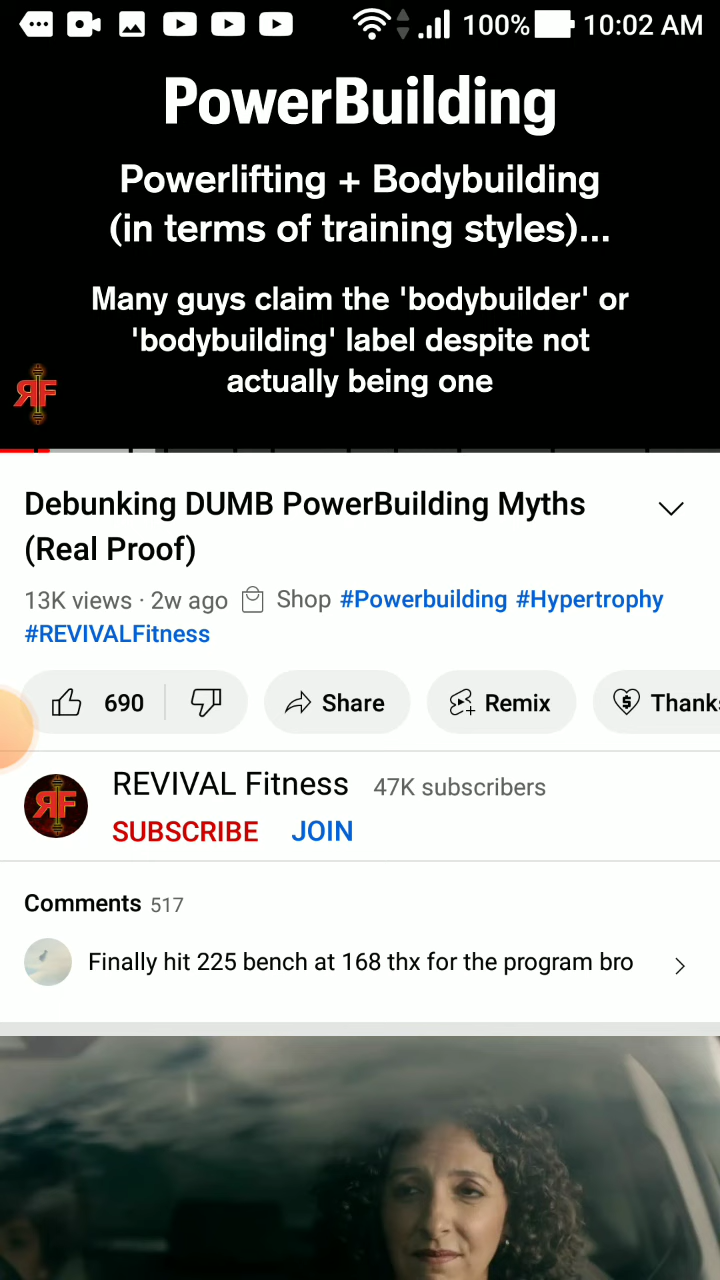 100% 10:02 AM
PowerBuilding
Powerlifting + Bodybuilding
(in terms of training styles)...
Many guys claim the 'bodybuilder' or
'bodybuilding' label despite not
actually being one
RF
Debunking DUMB PowerBuilding Myths
(Real Proof)
13K views · 2w ago Shop #Powerbuilding #Hypertrophy
#REVIVALFitness
690 Share Remix Thanks
RF
REVIVAL Fitness 47K subscribers
SUBSCRIBE JOIN
Comments 517
Finally hit 225 bench at 168 thx for the program bro